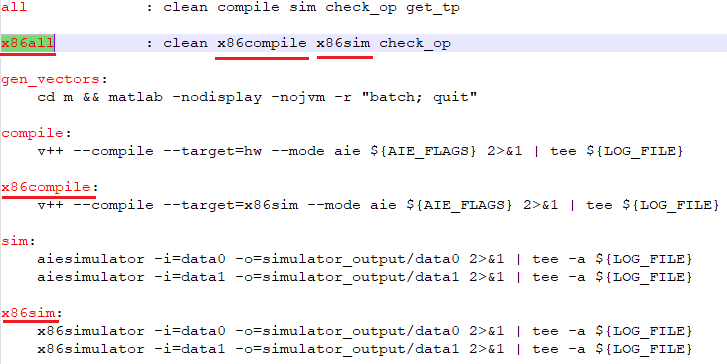 all : clean compile sim check_op get_tp
x86all : clean x86compile x86sim check_op
gen_vectors:
cd m && matlab -nodisplay -nojvm -r "batch; quit"
compile:
v++ --compile --target=hw --mode aie ${AIE_FLAGS} 2>&1 | tee ${LOG_FILE}
x86compile:
v++ --compile --target=x86sim --mode aie ${AIE_FLAGS} 2>&1 | tee ${LOG_FILE}
sim:
aiesimulator -i=data0 -o=simulator_output/data0 2>&1 | tee -a ${LOG_FILE}
aiesimulator -i=data1 -o=simulator_output/data1 2>&1 | tee -a ${LOG_FILE}
x86sim:
x86simulator -i=data0 -o=simulator_output/data0 2>&1 | tee -a ${LOG_FILE}
x86simulator -i=data1 -o=simulator_output/data1 2>&1 | tee -a ${LOG_FILE}